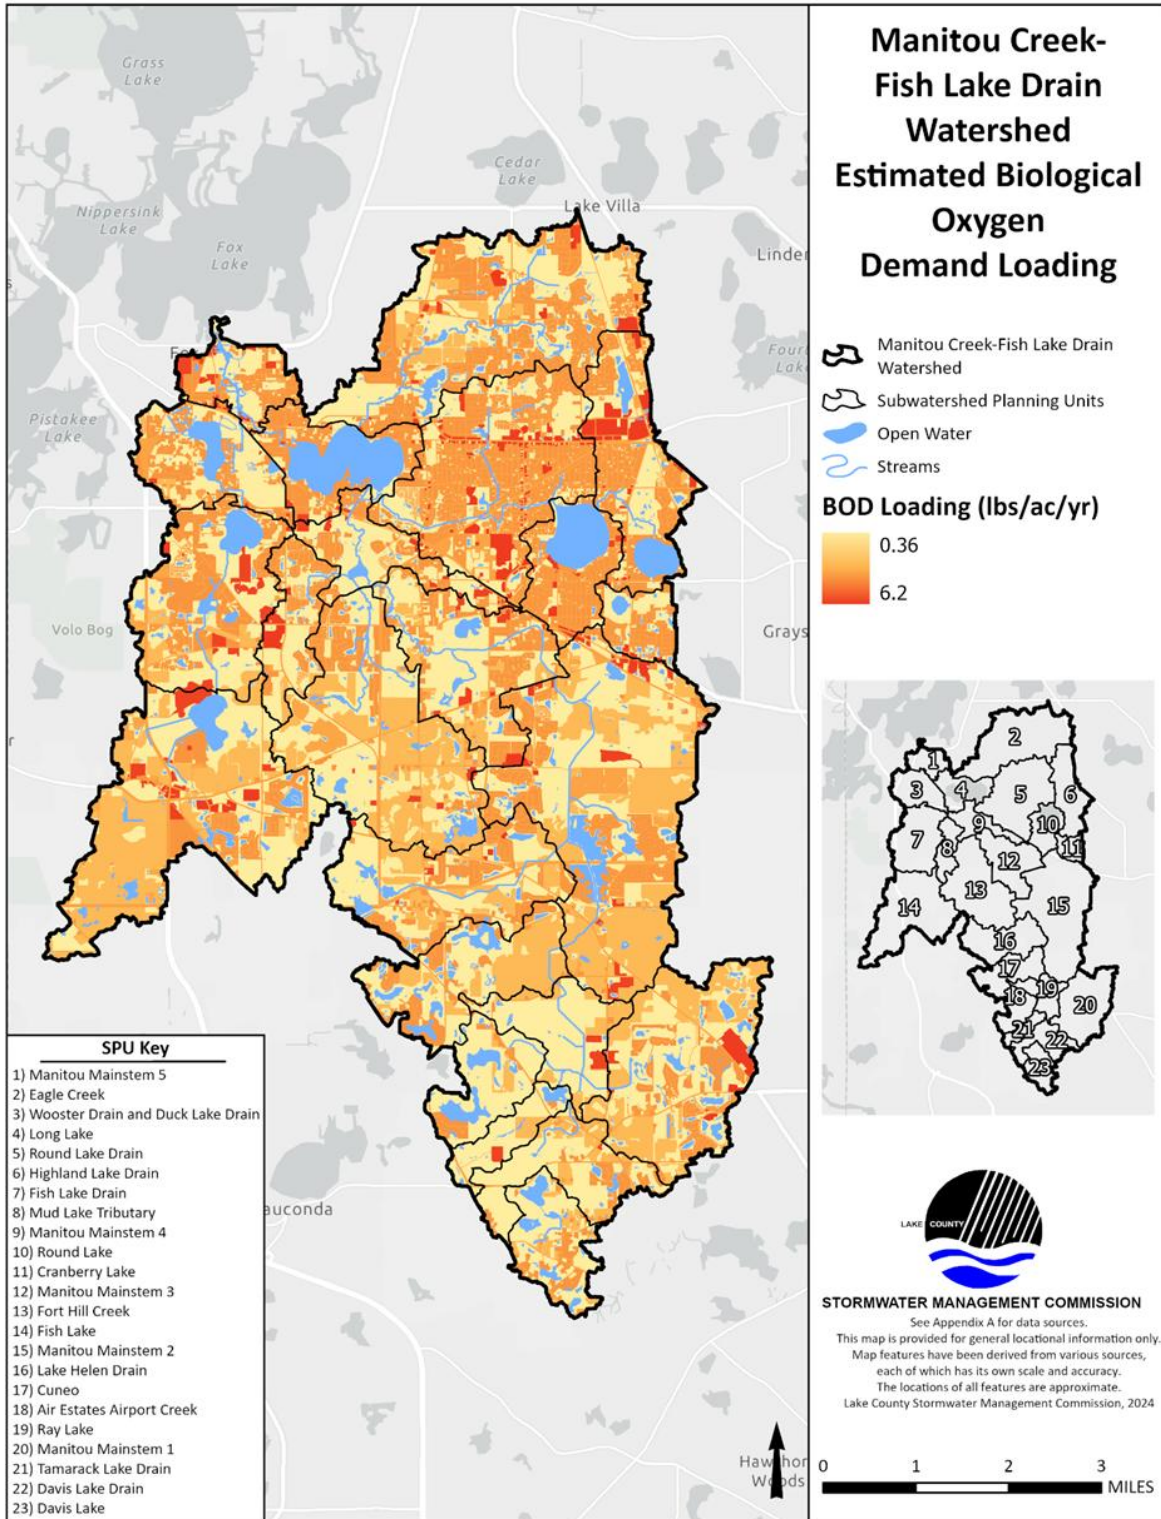 Manitou Creek-
Fish Lake Drain
Watershed
Estimated Biological
Oxygen
Demand Loading
Manitou Creek-Fish Lake Drain
Watershed
Subwatershed Planning Units
Open Water
Streams
BOD Loading (lbs/ac/yr)
0.36
6.2
Grass
Lake
Cedar
Lake
Nippersink
Lake
Lake Villa
Fox
Lake
Pistakee
Lake
Volo Bog
1
2
3
4
5
6
7
8
9
10
11
12
13
14
15
16
17
18
19
20
21
22
23
SPU Key
1) Manitou Mainstem 5
2) Eagle Creek
3) Wooster Drain and Duck Lake Drain
4) Long Lake
5) Round Lake Drain
6) Highland Lake Drain
7) Fish Lake Drain
8) Mud Lake Tributary
9) Manitou Mainstem 4
10) Round Lake
11) Cranberry Lake
12) Manitou Mainstem 3
13) Fort Hill Creek
14) Fish Lake
15) Manitou Mainstem 2
16) Lake Helen Drain
17) Cuneo
18) Air Estates Airport Creek
19) Ray Lake
20) Manitou Mainstem 1
21) Tamarack Lake Drain
22) Davis Lake Drain
23) Davis Lake
Linden
Grays
auconda
Woods
LAKE COUNTY
STORMWATER MANAGEMENT COMMISSION
See Appendix A for data sources.
This map is provided for general locational information only.
Map features have been derived from various sources,
each of which has its own scale and accuracy.
The locations of all features are approximate.
Lake County Stormwater Management Commission, 2024
0 1 2 3
MILES